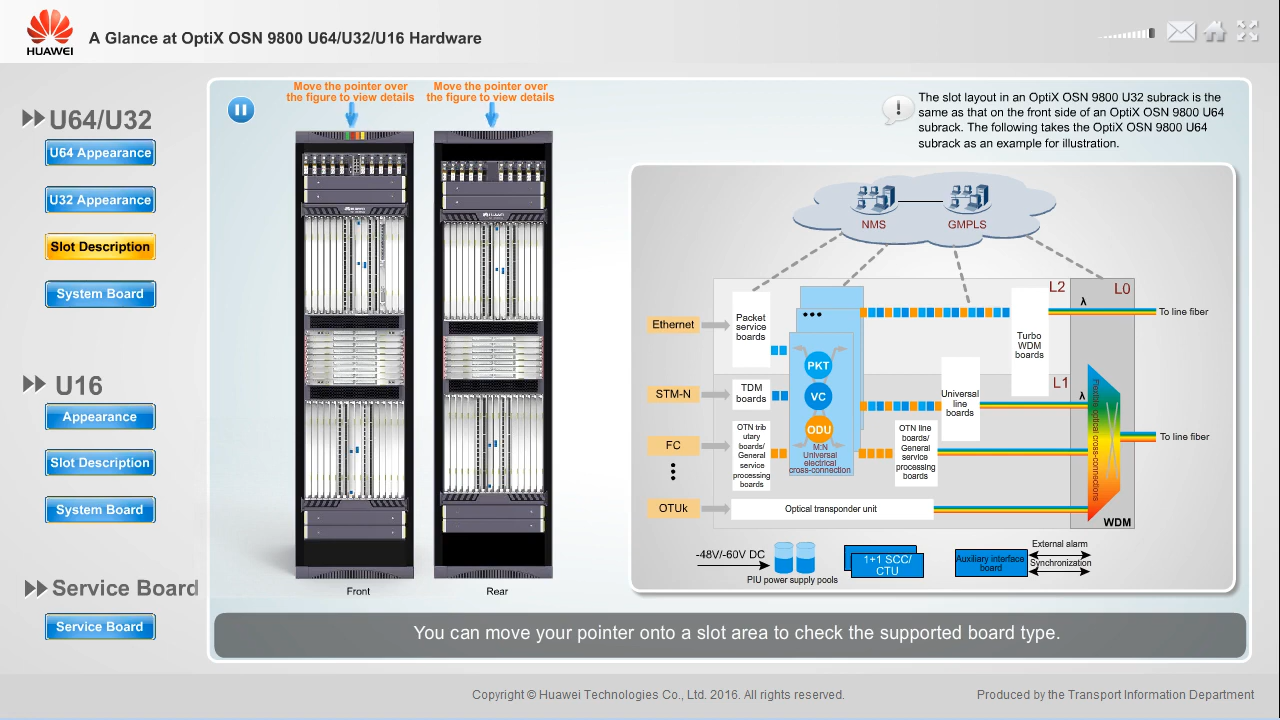 HUAWEI
A Glance at OptiX OSN 9800 U64/U32/U16 Hardware
U64/U32
U64 Appearance
U32 Appearance
Slot Description
System Board
U16
Appearance
Slot Description
System Board
Service Board
Service Board
Move the pointer over
the figure to view details
Move the pointer over
the figure to view details
Front
Rear
The slot layout in an OptiX OSN 9800 U32 subrack is the
same as that on the front side of an OptiX OSN 9800 U64
subrack. The following takes the OptiX OSN 9800 U64
subrack as an example for illustration.
NMS
GMPLS
L2
L0
Ethernet
Packet
service
boards
λ
To line fiber
Turbo
WDM
boards
PKT
L1
STM-N
TDM
boards
VC
Universal
line
boards
λ
Flexible optical cross-connections
FC
OTN trib
utary
boards/
General
service
processing
boards
ODU
M:N
Universal
electrical
cross-connection
OTN line
boards/
General
service
processing
boards
To line fiber
OTUk
Optical transponder unit
WDM
-48V/-60V DC
PIU power supply pools
1+1 SCC/
CTU
Auxiliary interface
board
External alarm
Synchronization
You can move your pointer onto a slot area to check the supported board type.
Copyright © Huawei Technologies Co., Ltd. 2016. All rights reserved.
Produced by the Transport Information Department